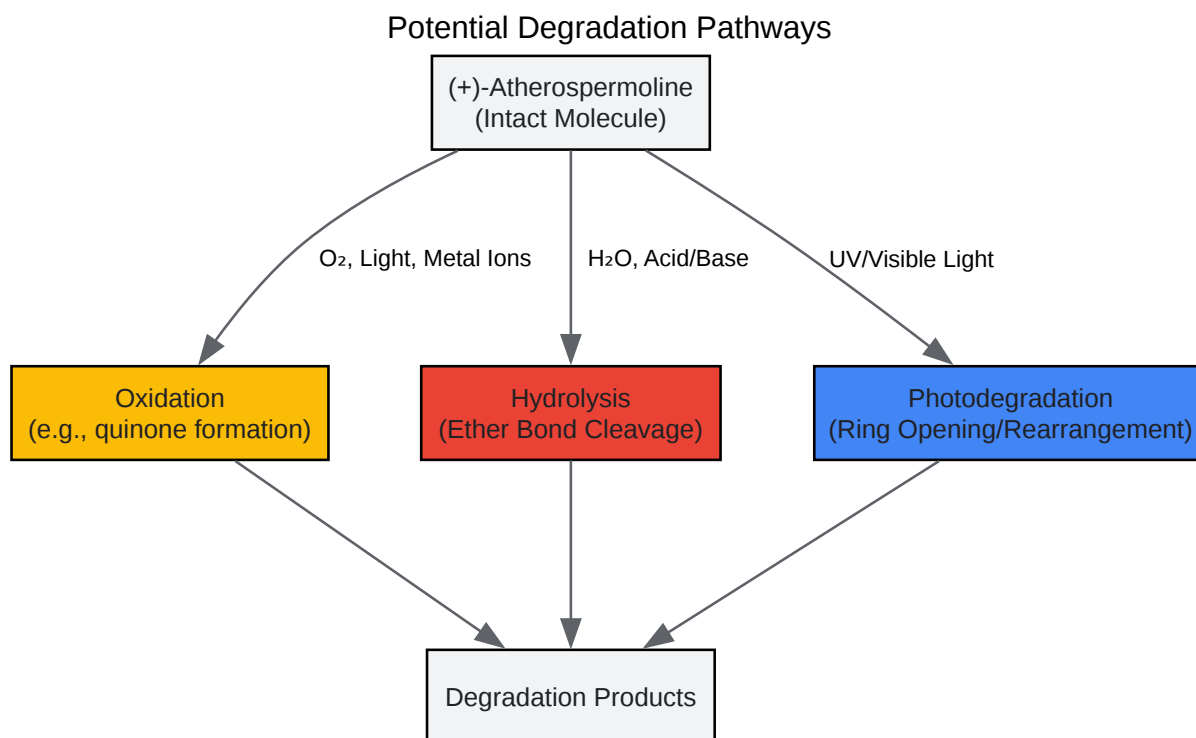 Potential Degradation Pathways
(+)-Atherospermoline
(Intact Molecule)
O₂, Light, Metal Ions
H₂O, Acid/Base
UV/Visible Light
Oxidation
(e.g., quinone formation)
Hydrolysis
(Ether Bond Cleavage)
Photodegradation
(Ring Opening/Rearrangement)
Degradation Products